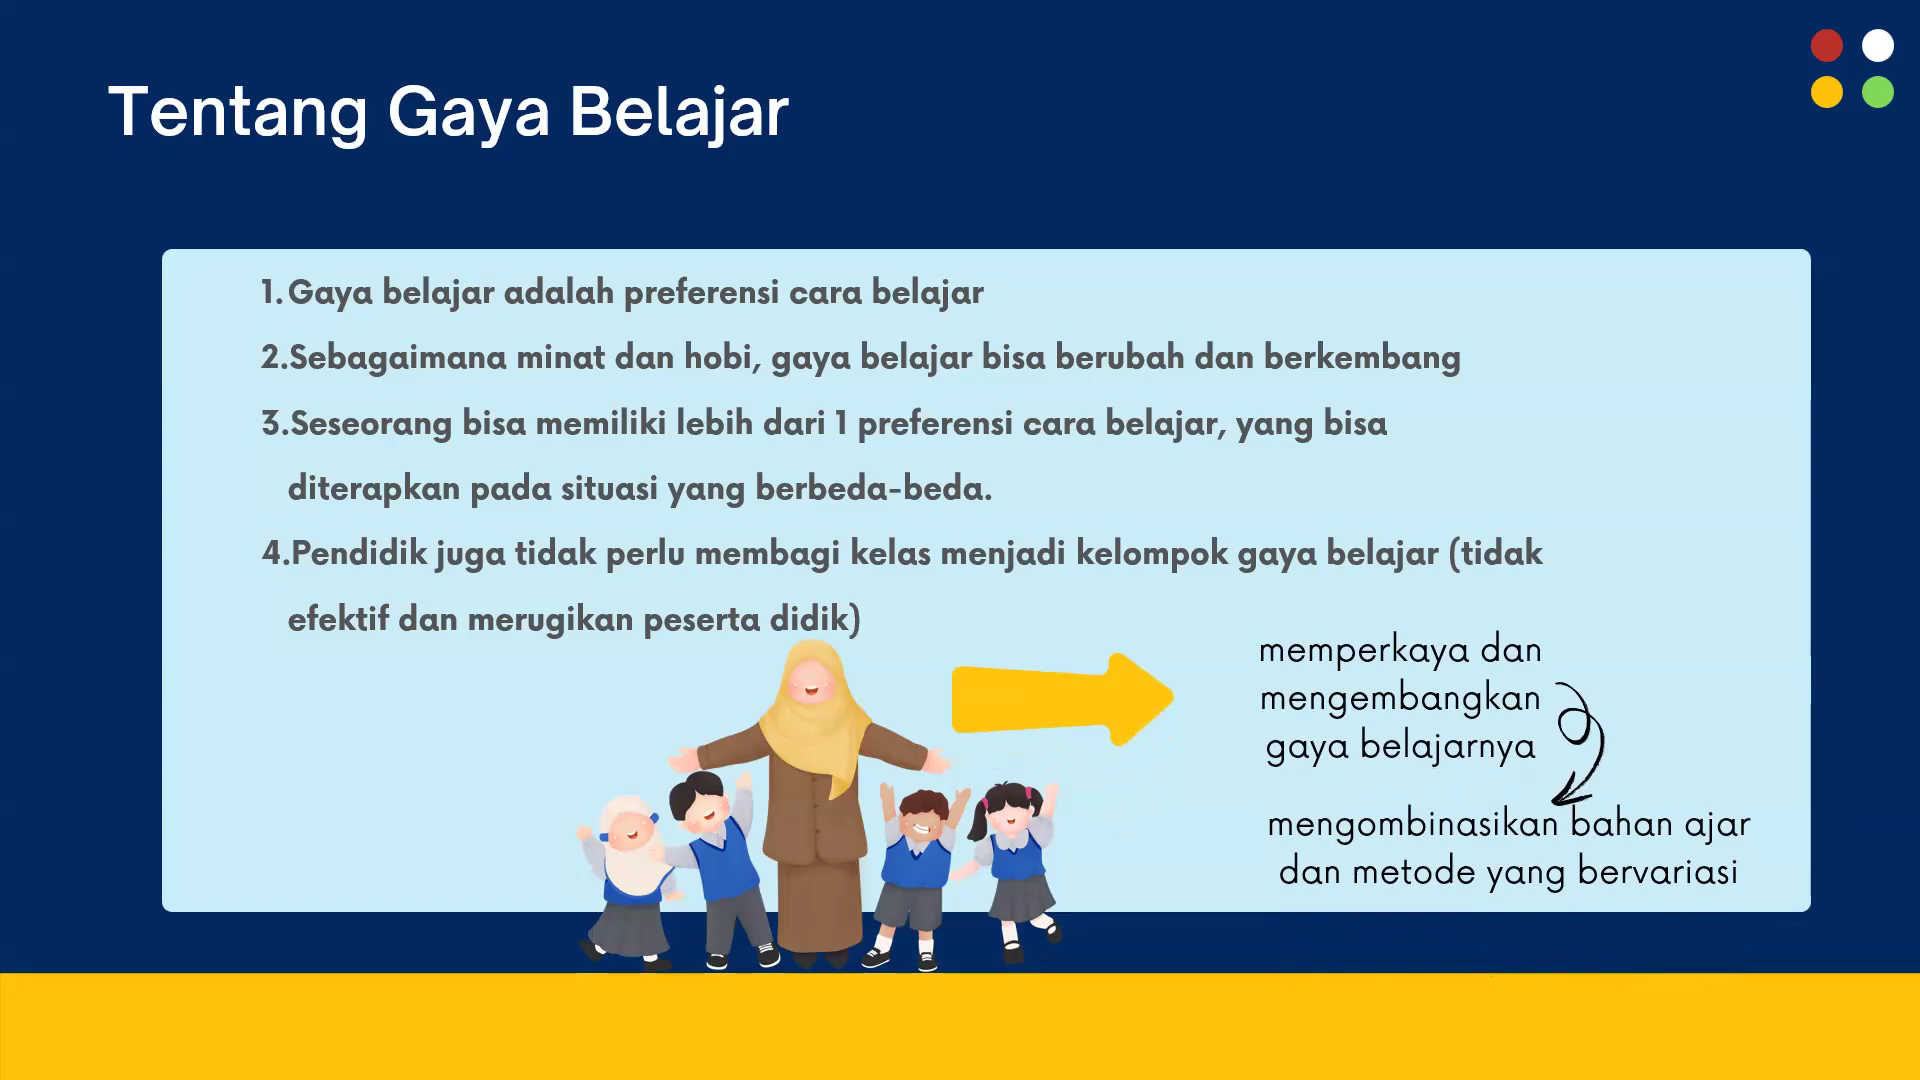 Tentang Gaya Belajar
1. Gaya belajar adalah preferensi cara belajar
2.Sebagaimana minat dan hobi, gaya belajar bisa berubah dan berkembang
3.Seseorang bisa memiliki lebih dari 1 preferensi cara belajar, yang bisa
diterapkan pada situasi yang berbeda-beda.
4.Pendidik juga tidak perlu membagi kelas menjadi kelompok gaya belajar (tidak
efektif dan merugikan peserta didik)
memperkaya dan
mengembangkan
gaya belajarnya
mengombinasikan bahan ajar
dan metode yang bervariasi